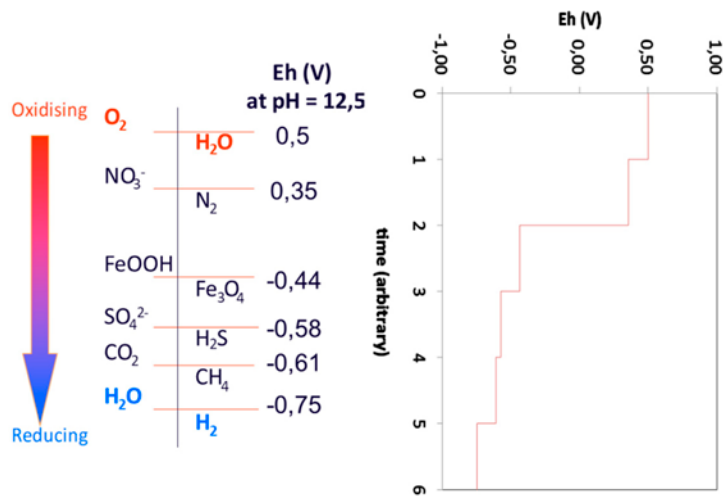 Eh (V)
at pH = 12,5
Oxidising
O₂
H₂O
0,5
NO₃⁻
N₂
0,35
FeOOH
Fe₃O₄
-0,44
SO₄²⁻
H₂S
-0,58
CO₂
CH₄
-0,61
H₂O
H₂
-0,75
Reducing
Eh (V)
-1,00
-0,50
0,00
0,50
1,00
time (arbitrary)
0
1
2
3
4
5
6